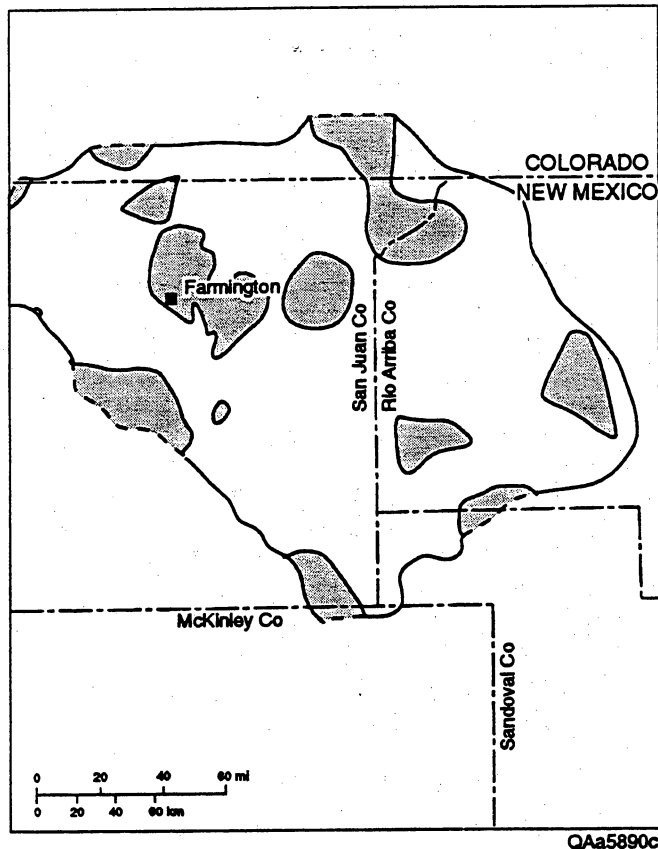 COLORADO
NEW MEXICO
Farmington
San Juan Co
Rio Arriba Co
McKinley Co
Sandoval Co
0 20 40 60 mi
0 20 40 60 km
QAa5890c